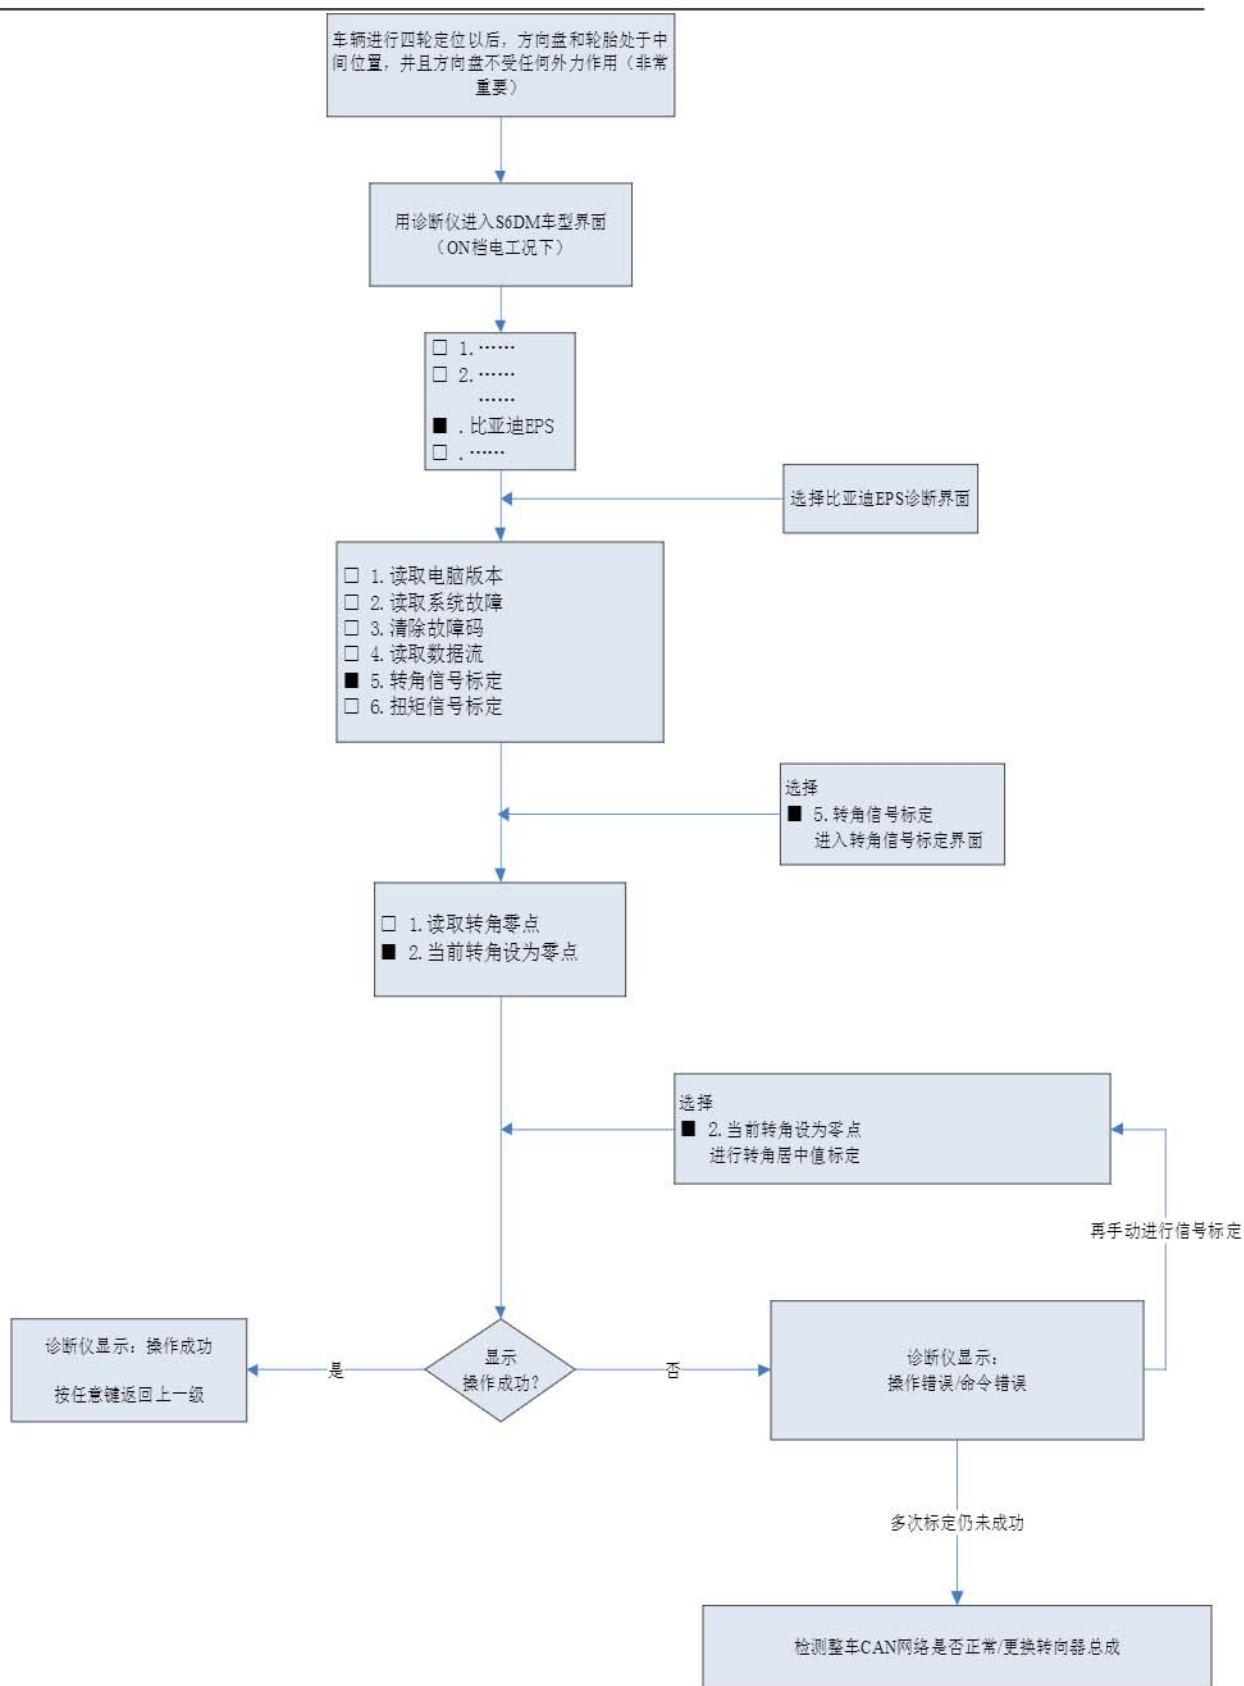 车辆进行四轮定位以后，方向盘和轮胎处于中
间位置，并且方向盘不受任何外力作用（非常
重要）
用诊断仪进入S6DM车型界面
（ON档电工况下）
□ 1.……
□ 2.……
……
■ .比亚迪EPS
□ .……
选择比亚迪EPS诊断界面
□ 1.读取电脑版本
□ 2.读取系统故障
□ 3.清除故障码
□ 4.读取数据流
■ 5.转角信号标定
□ 6.扭矩信号标定
选择
■ 5.转角信号标定
进入转角信号标定界面
□ 1.读取转角零点
■ 2.当前转角设为零点
选择
■ 2.当前转角设为零点
进行转角居中值标定
再手动进行信号标定
诊断仪显示：操作成功
按任意键返回上一级
是
显示
操作成功？
否
诊断仪显示：
操作错误/命令错误
多次标定仍未成功
检测整车CAN网络是否正常/更换转向器总成